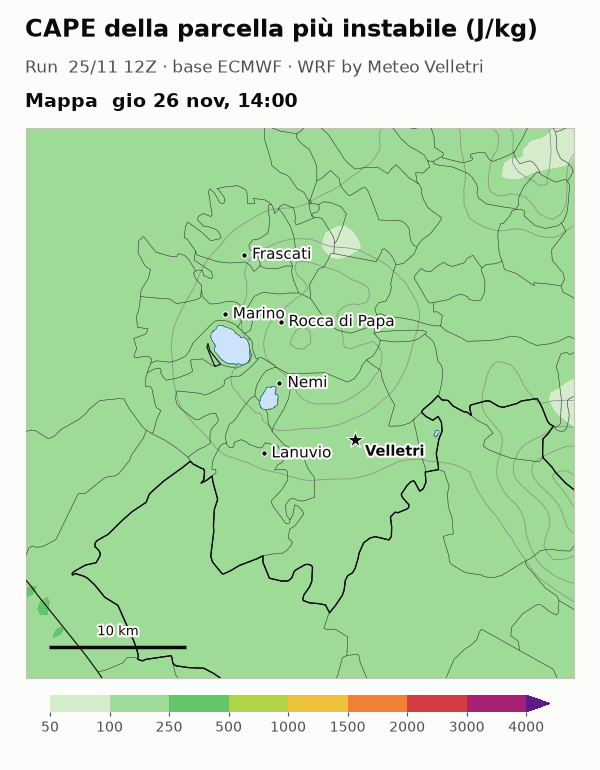 CAPE della parcella più instabile (J/kg)
Run  25/11 12Z · base ECMWF · WRF by Meteo Velletri
Mappa  gio 26 nov, 14:00
Frascati
Marino
Rocca di Papa
Nemi
Velletri
Lanuvio
10 km
50 100 250 500 1000 1500 2000 3000 4000